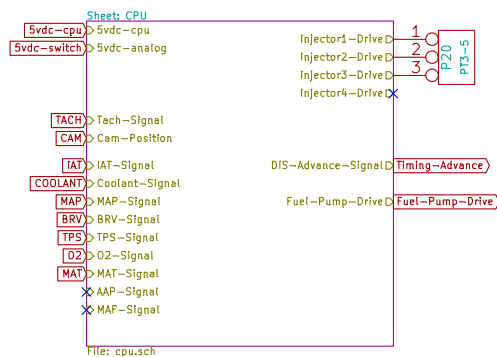 Sheet: CPU
5vdc-cpu 5vdc-cpu
5vdc-switch 5vdc-analog
injector1-Drive 1
injector2-Drive 2
injector3-Drive 3
injector4-Drive
P20
PT3-5
TACH Tach-Signal
CAM Cam-Position
IAT IAT-Signal
DIS-Advance-Signal Timing-Advance
COOLANT Coolant-Signal
MAP MAP-Signal
Fuel-Pump-Drive Fuel-Pump-Drive
BRV BRV-Signal
TPS TPS-Signal
O2 O2-Signal
MAT MAT-Signal
AAP-Signal
MAF-Signal
File: cpu.sch